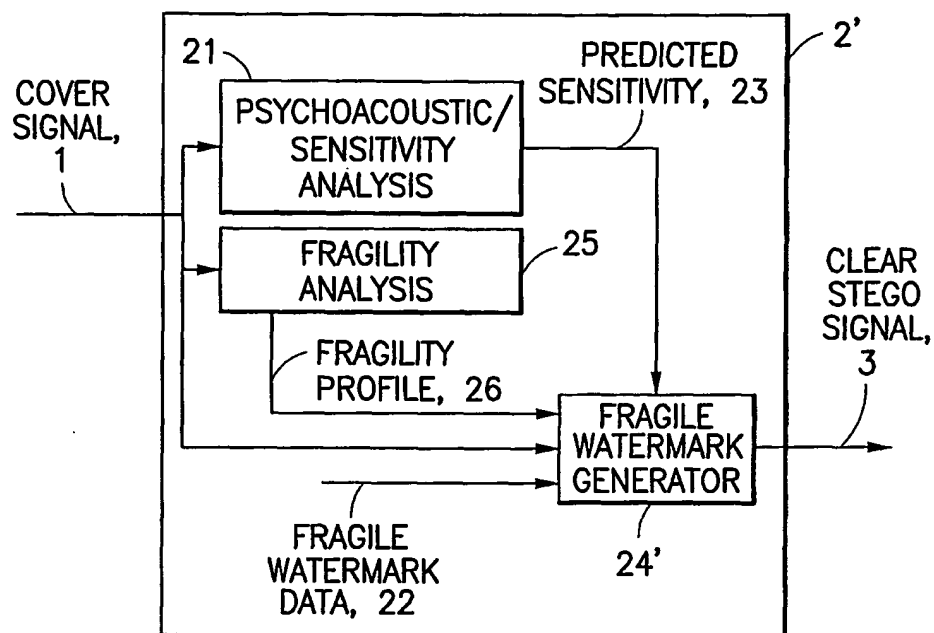 2'
21
PREDICTED
SENSITIVITY, 23
COVER
SIGNAL,
1
PSYCHOACOUSTIC/
SENSITIVITY
ANALYSIS
FRAGILITY
ANALYSIS
25
CLEAR
STEGO
SIGNAL,
3
FRAGILITY
PROFILE, 26
FRAGILE
WATERMARK
GENERATOR
24'
FRAGILE
WATERMARK
DATA, 22